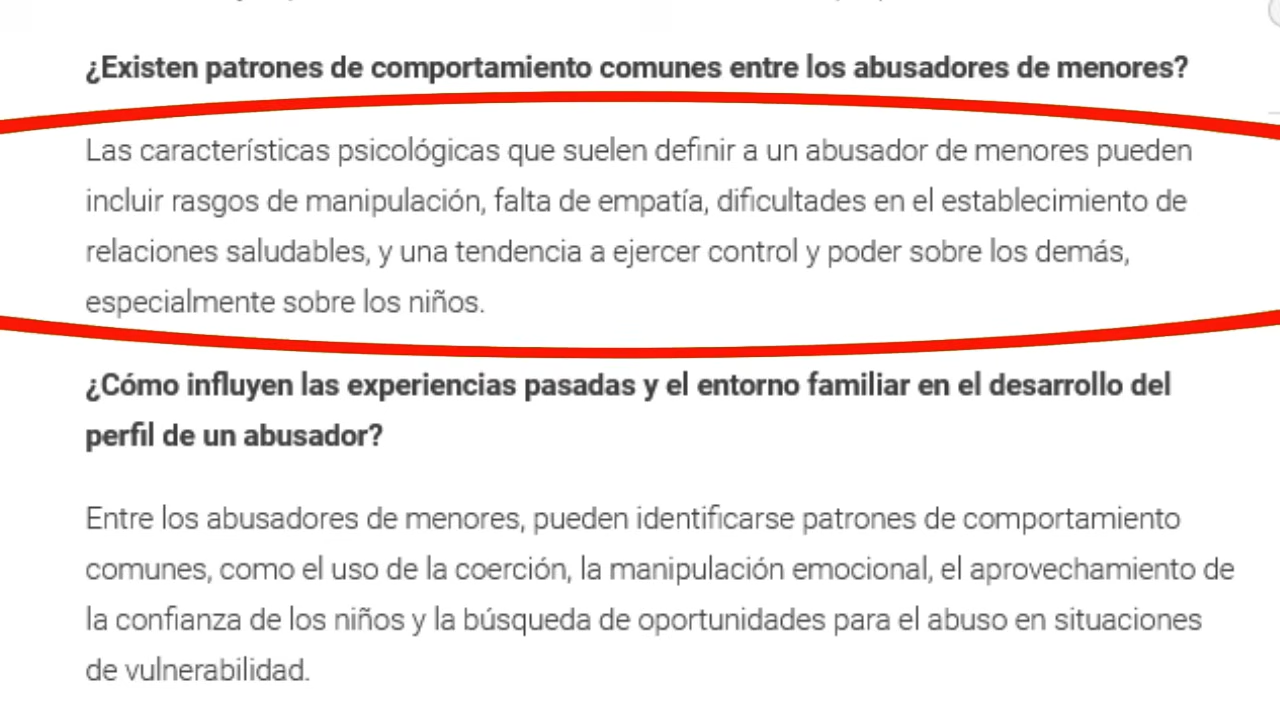 ¿Existen patrones de comportamiento comunes entre los abusadores de menores?
Las características psicológicas que suelen definir a un abusador de menores pueden
incluir rasgos de manipulación, falta de empatía, dificultades en el establecimiento de
relaciones saludables, y una tendencia a ejercer control y poder sobre los demás,
especialmente sobre los niños.
¿Cómo influyen las experiencias pasadas y el entorno familiar en el desarrollo del
perfil de un abusador?
Entre los abusadores de menores, pueden identificarse patrones de comportamiento
comunes, como el uso de la coerción, la manipulación emocional, el aprovechamiento de
la confianza de los niños y la búsqueda de oportunidades para el abuso en situaciones
de vulnerabilidad.